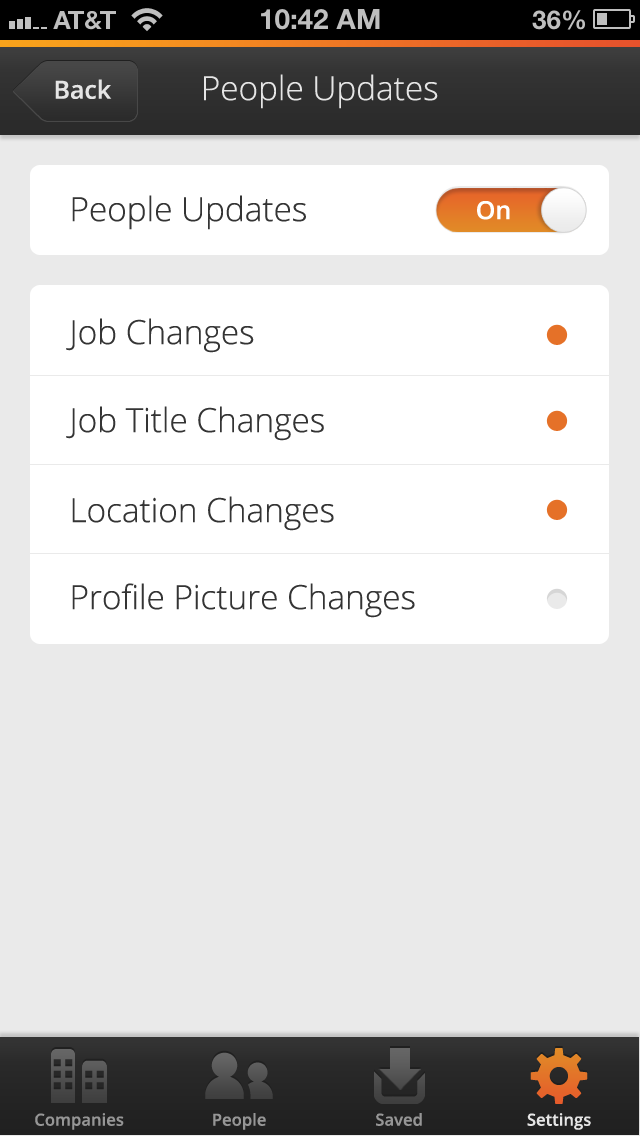 AT&T 10:42 AM 36%
Back People Updates
People Updates On
Job Changes
Job Title Changes
Location Changes
Profile Picture Changes
Companies People Saved Settings